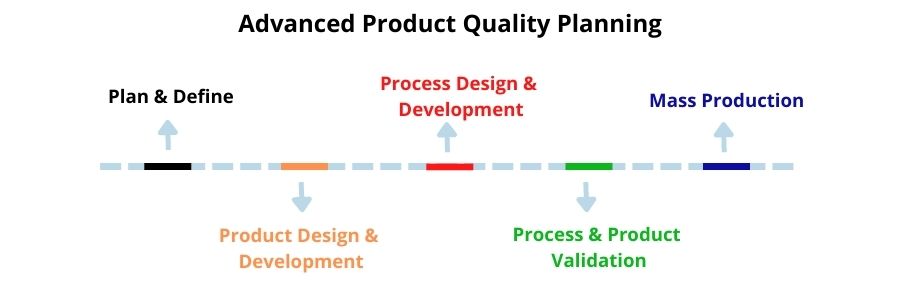 Advanced Product Quality Planning
Plan & Define
Product Design &
Development
Process Design &
Development
Process & Product
Validation
Mass Production